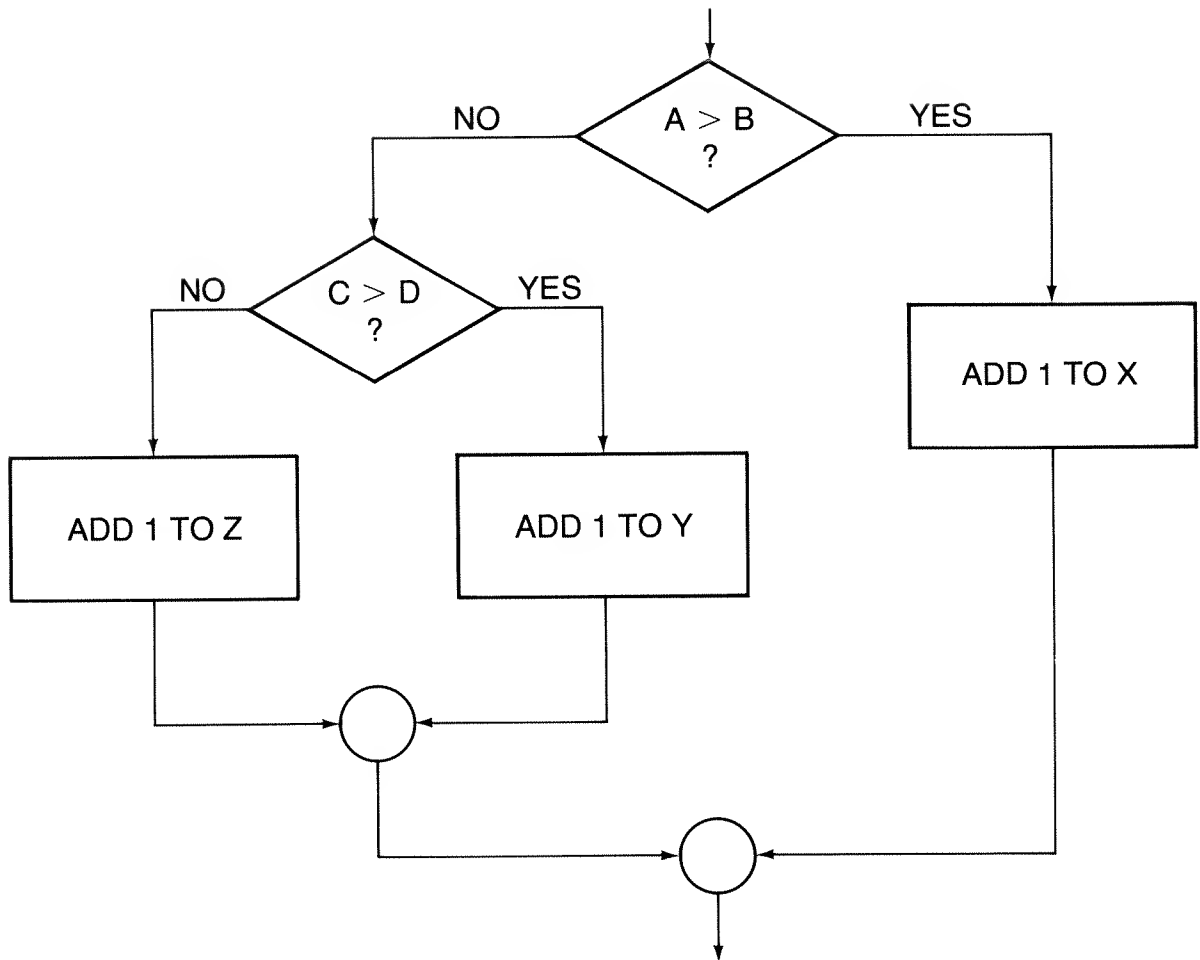 A > B
?
NO
YES
C > D
?
NO
YES
ADD 1 TO X
ADD 1 TO Z
ADD 1 TO Y